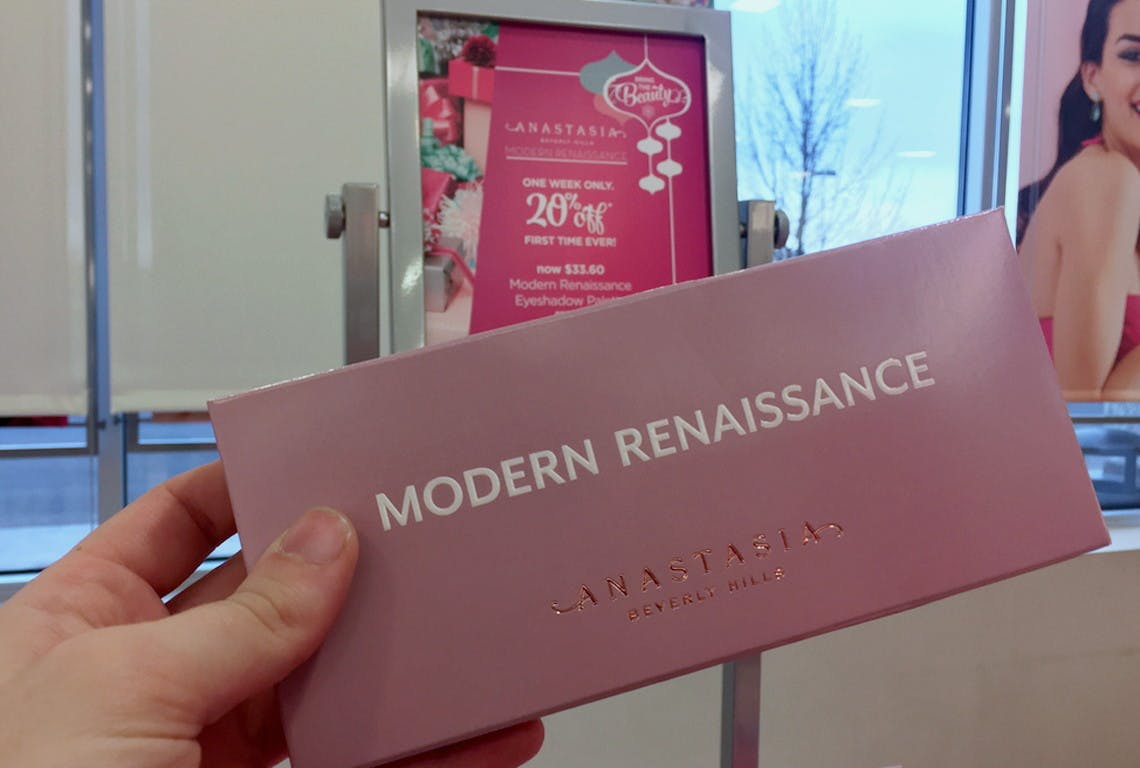 BRING
THE
Beauty
ANASTASIA
BEVERLY HILLS
MODERN RENAISSANCE
ONE WEEK ONLY.
20% off*
FIRST TIME EVER!
now $33.60
Modern Renaissance
Eyeshadow Palette
MODERN RENAISSANCE
ANASTASIA
BEVERLY HILLS